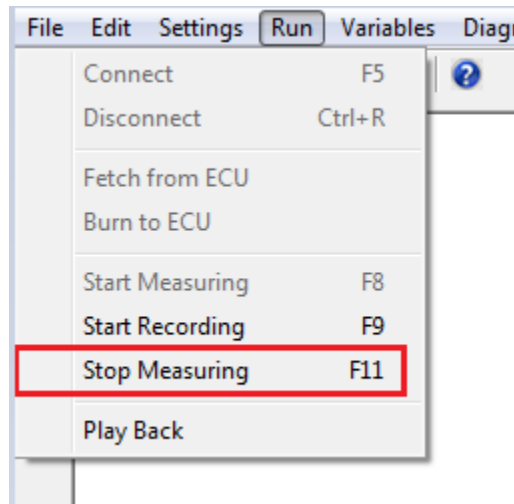 File Edit Settings Run Variables
Connect F5
Disconnect Ctrl+R
Fetch from ECU
Burn to ECU
Start Measuring F8
Start Recording F9
Stop Measuring F11
Play Back